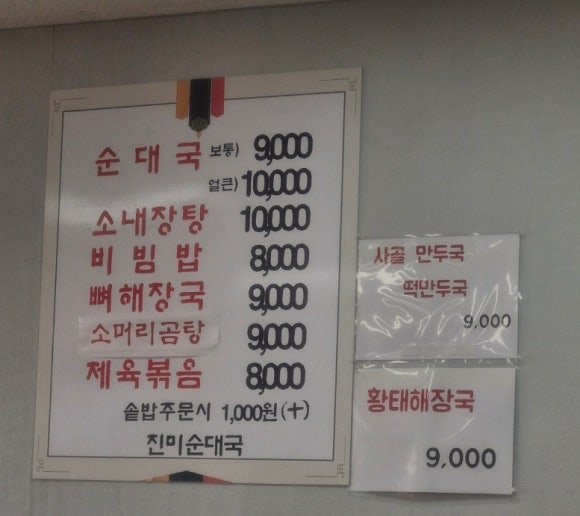 순대국 보통) 9,000
얼큰) 10,000
소내장탕 10,000
비빔밥 8,000
뼈해장국 9,000
소머리곰탕 9,000
제육볶음 8,000
솥밥주문시 1,000원(+)
진미순대국
사골 만두국
떡만두국
9,000
황태해장국
9,000